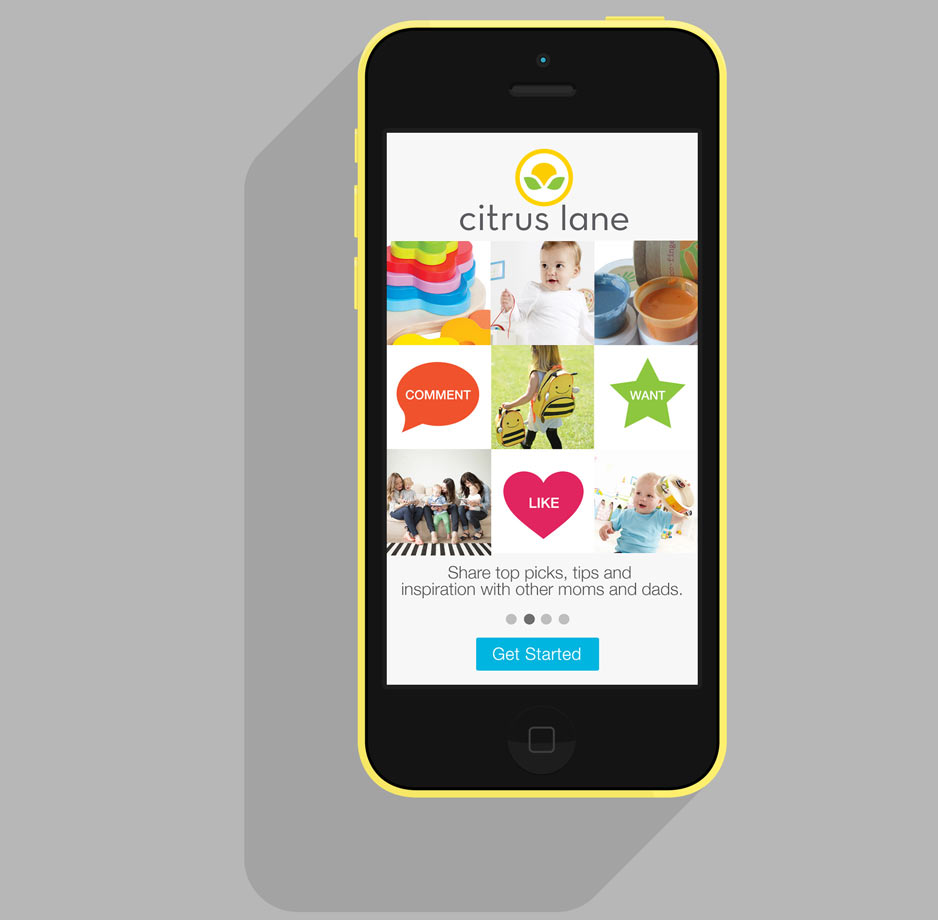 citrus lane
COMMENT
WANT
LIKE
Share top picks, tips and
inspiration with other moms and dads.
Get Started